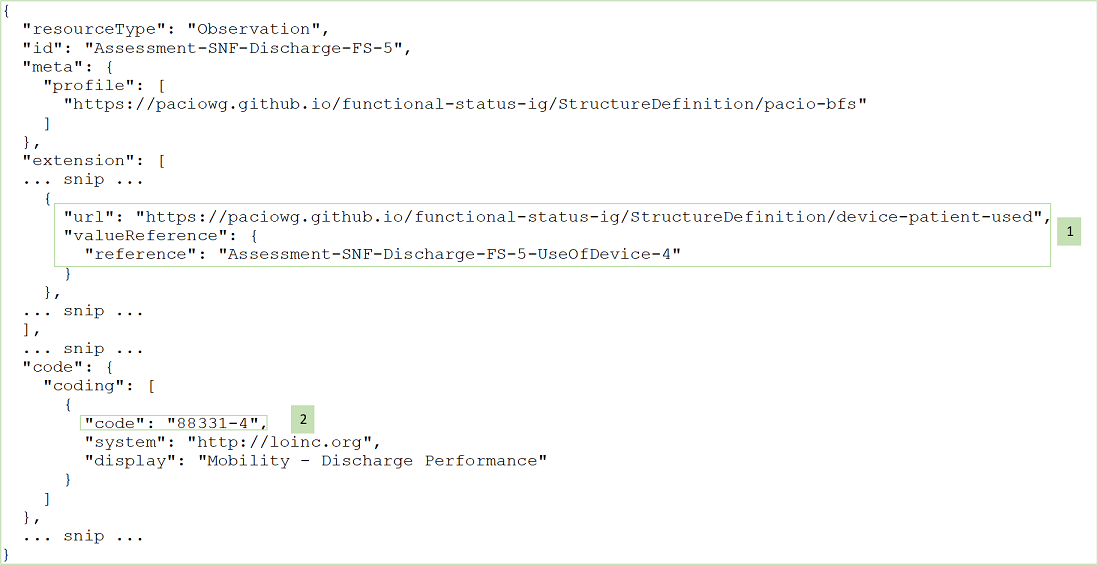 {
  "resourceType": "Observation",
  "id": "Assessment-SNF-Discharge-FS-5",
  "meta": {
    "profile": [
      "https://paciowg.github.io/functional-status-ig/StructureDefinition/pacio-bfs"
    ]
  },
  "extension": [
  ... snip ...
    {
      "url": "https://paciowg.github.io/functional-status-ig/StructureDefinition/device-patient-used",
      "valueReference": {
1
        "reference": "Assessment-SNF-Discharge-FS-5-UseOfDevice-4"
      }
    },
  ... snip ...
  ],
  ... snip ...
  "code": {
    "coding": [
      {
        "code": "88331-4",
2
        "system": "http://loinc.org",
        "display": "Mobility - Discharge Performance"
      }
    ]
  },
  ... snip ...
}